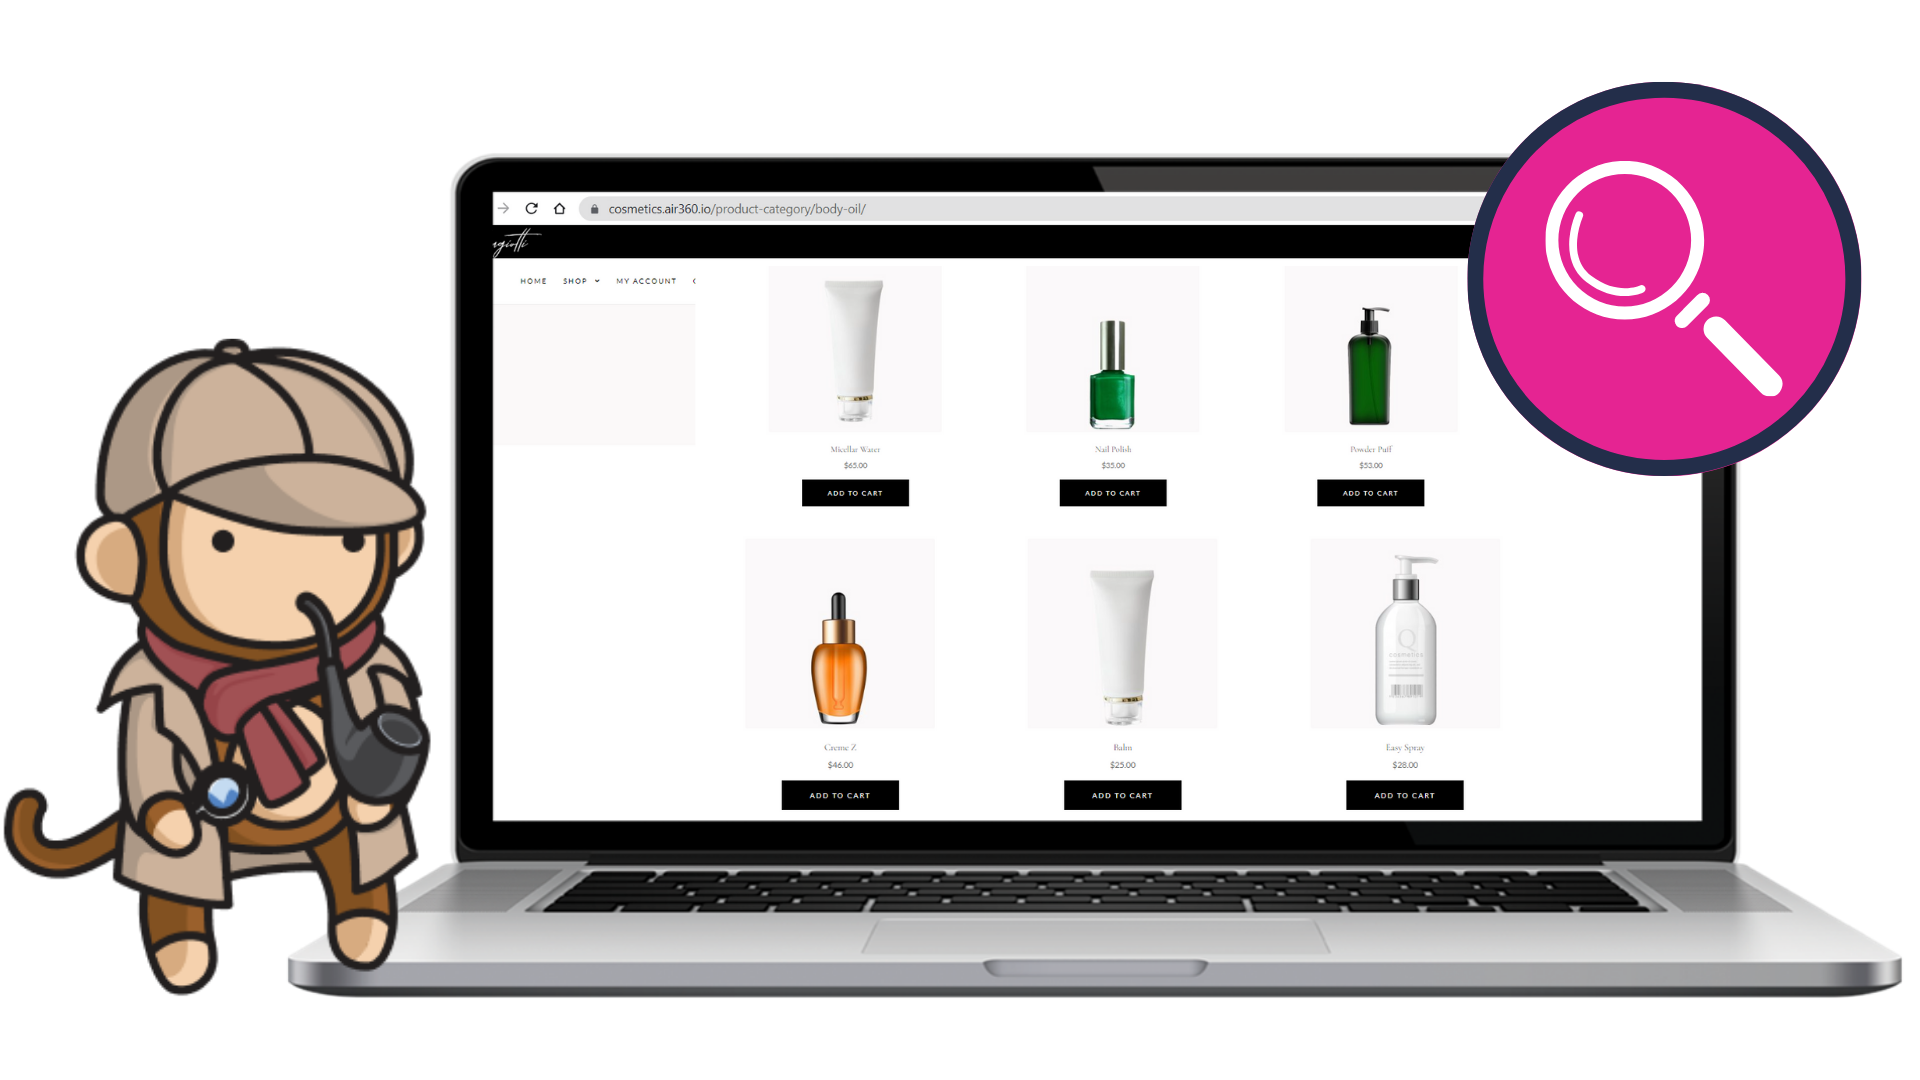 cosmetics.air360.io/product-category/body-oil/
HOME SHOP MY ACCOUNT
Micellar Water Nail Polish Powder Puff
$65.00 $35.00 $53.00
ADD TO CART ADD TO CART ADD TO CART
Q
cosmetics
Creme Z Balm Easy Spray
$46.00 $25.00 $28.00
ADD TO CART ADD TO CART ADD TO CART